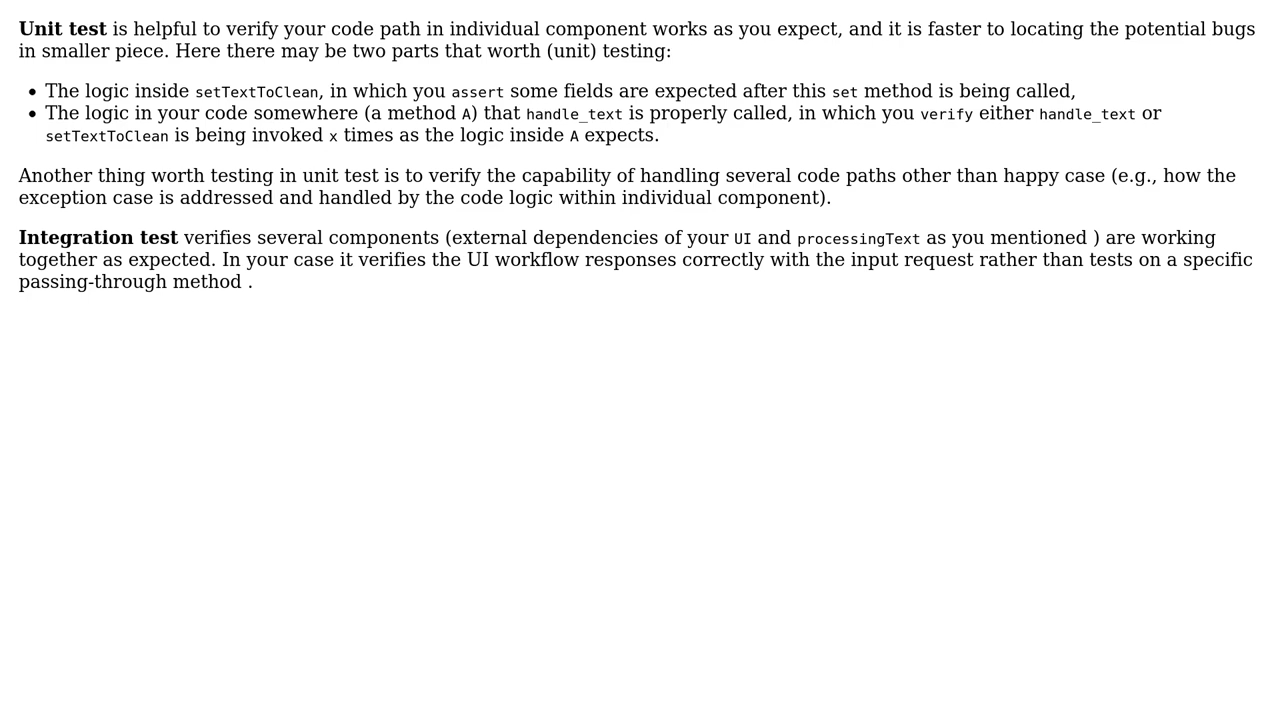 Unit test is helpful to verify your code path in individual component works as you expect, and it is faster to locating the potential bugs
in smaller piece. Here there may be two parts that worth (unit) testing:
• The logic inside setTextToClean, in which you assert some fields are expected after this set method is being called,
• The logic in your code somewhere (a method A) that handle_text is properly called, in which you verify either handle_text or
setTextToClean is being invoked x times as the logic inside A expects.
Another thing worth testing in unit test is to verify the capability of handling several code paths other than happy case (e.g., how the
exception case is addressed and handled by the code logic within individual component).
Integration test verifies several components (external dependencies of your UI and processingText as you mentioned ) are working
together as expected. In your case it verifies the UI workflow responses correctly with the input request rather than tests on a specific
passing-through method .